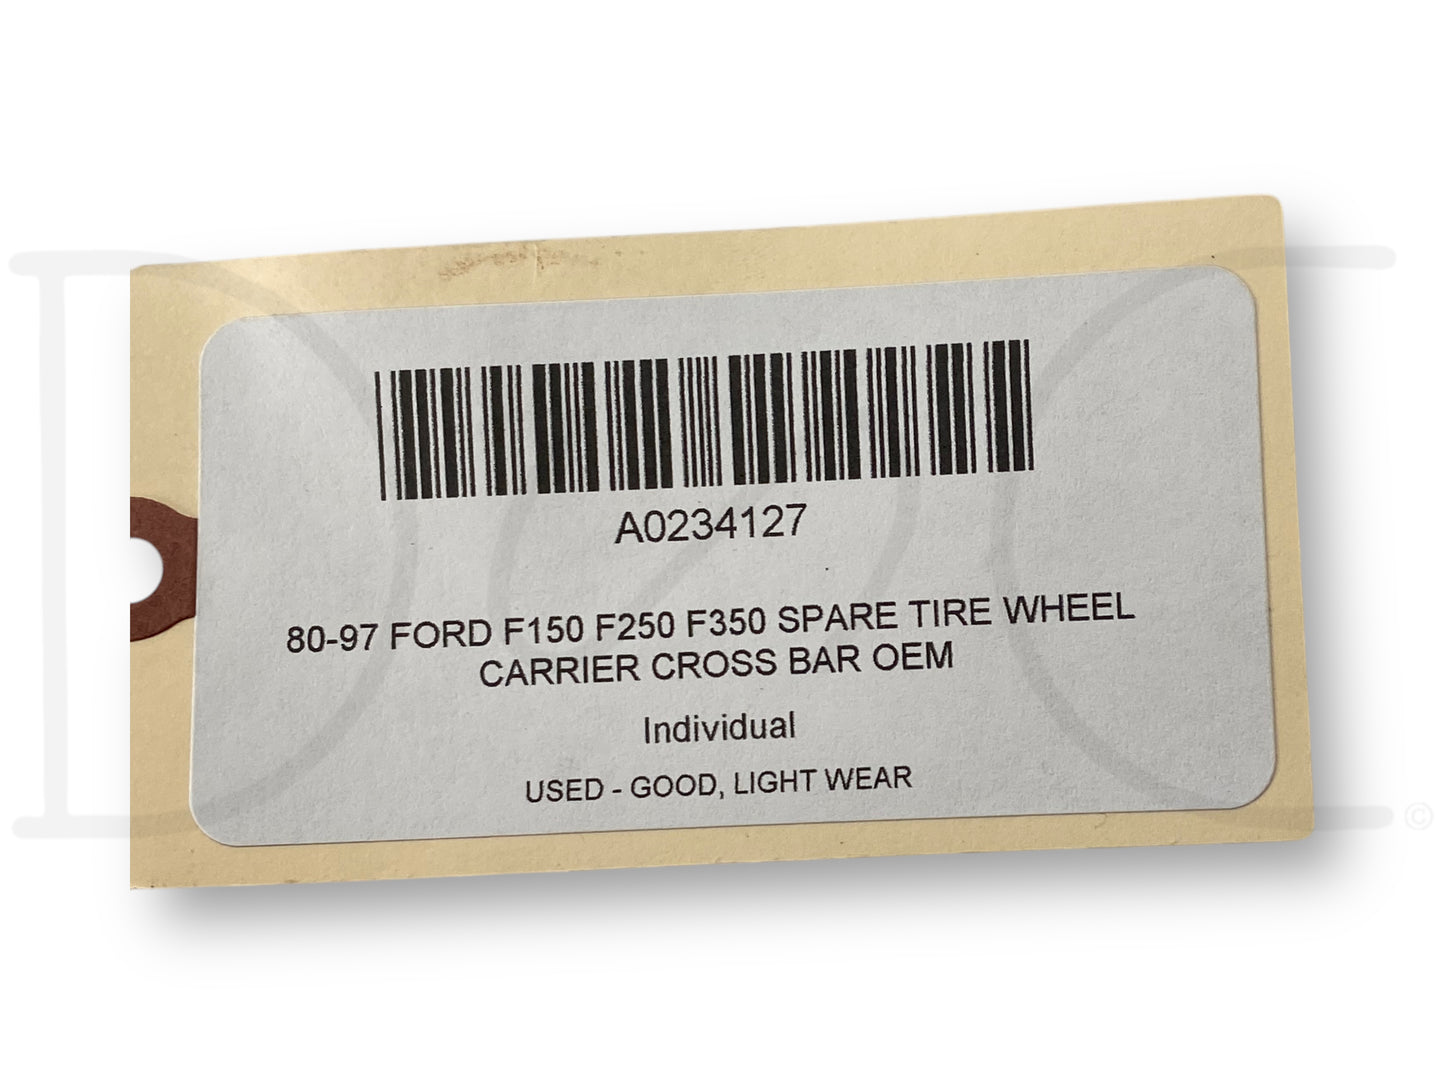 A0234127
80-97 FORD F150 F250 F350 SPARE TIRE WHEEL
CARRIER CROSS BAR OEM
Individual
USED - GOOD, LIGHT WEAR
©